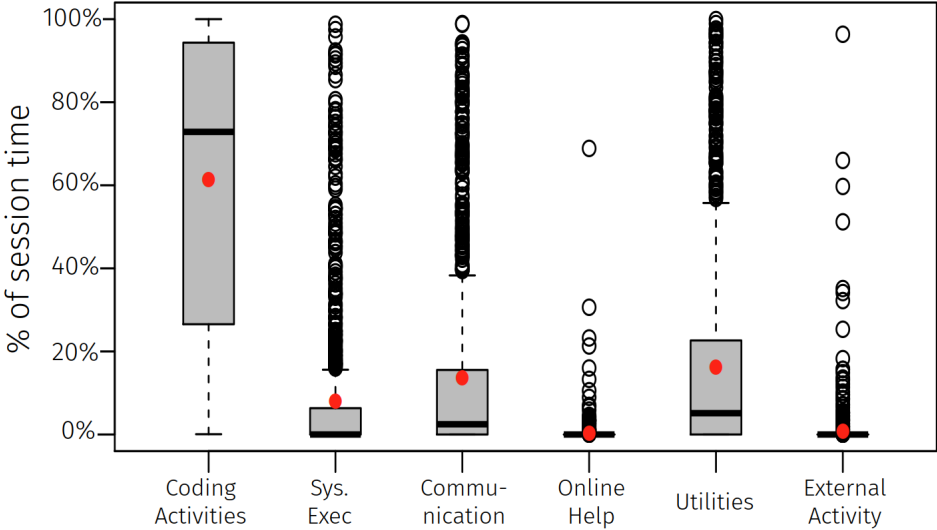 % of session time
100%
80%
60%
40%
20%
0%
Coding
Activities
Sys.
Exec
Commu-
nication
Online
Help
Utilities
External
Activity